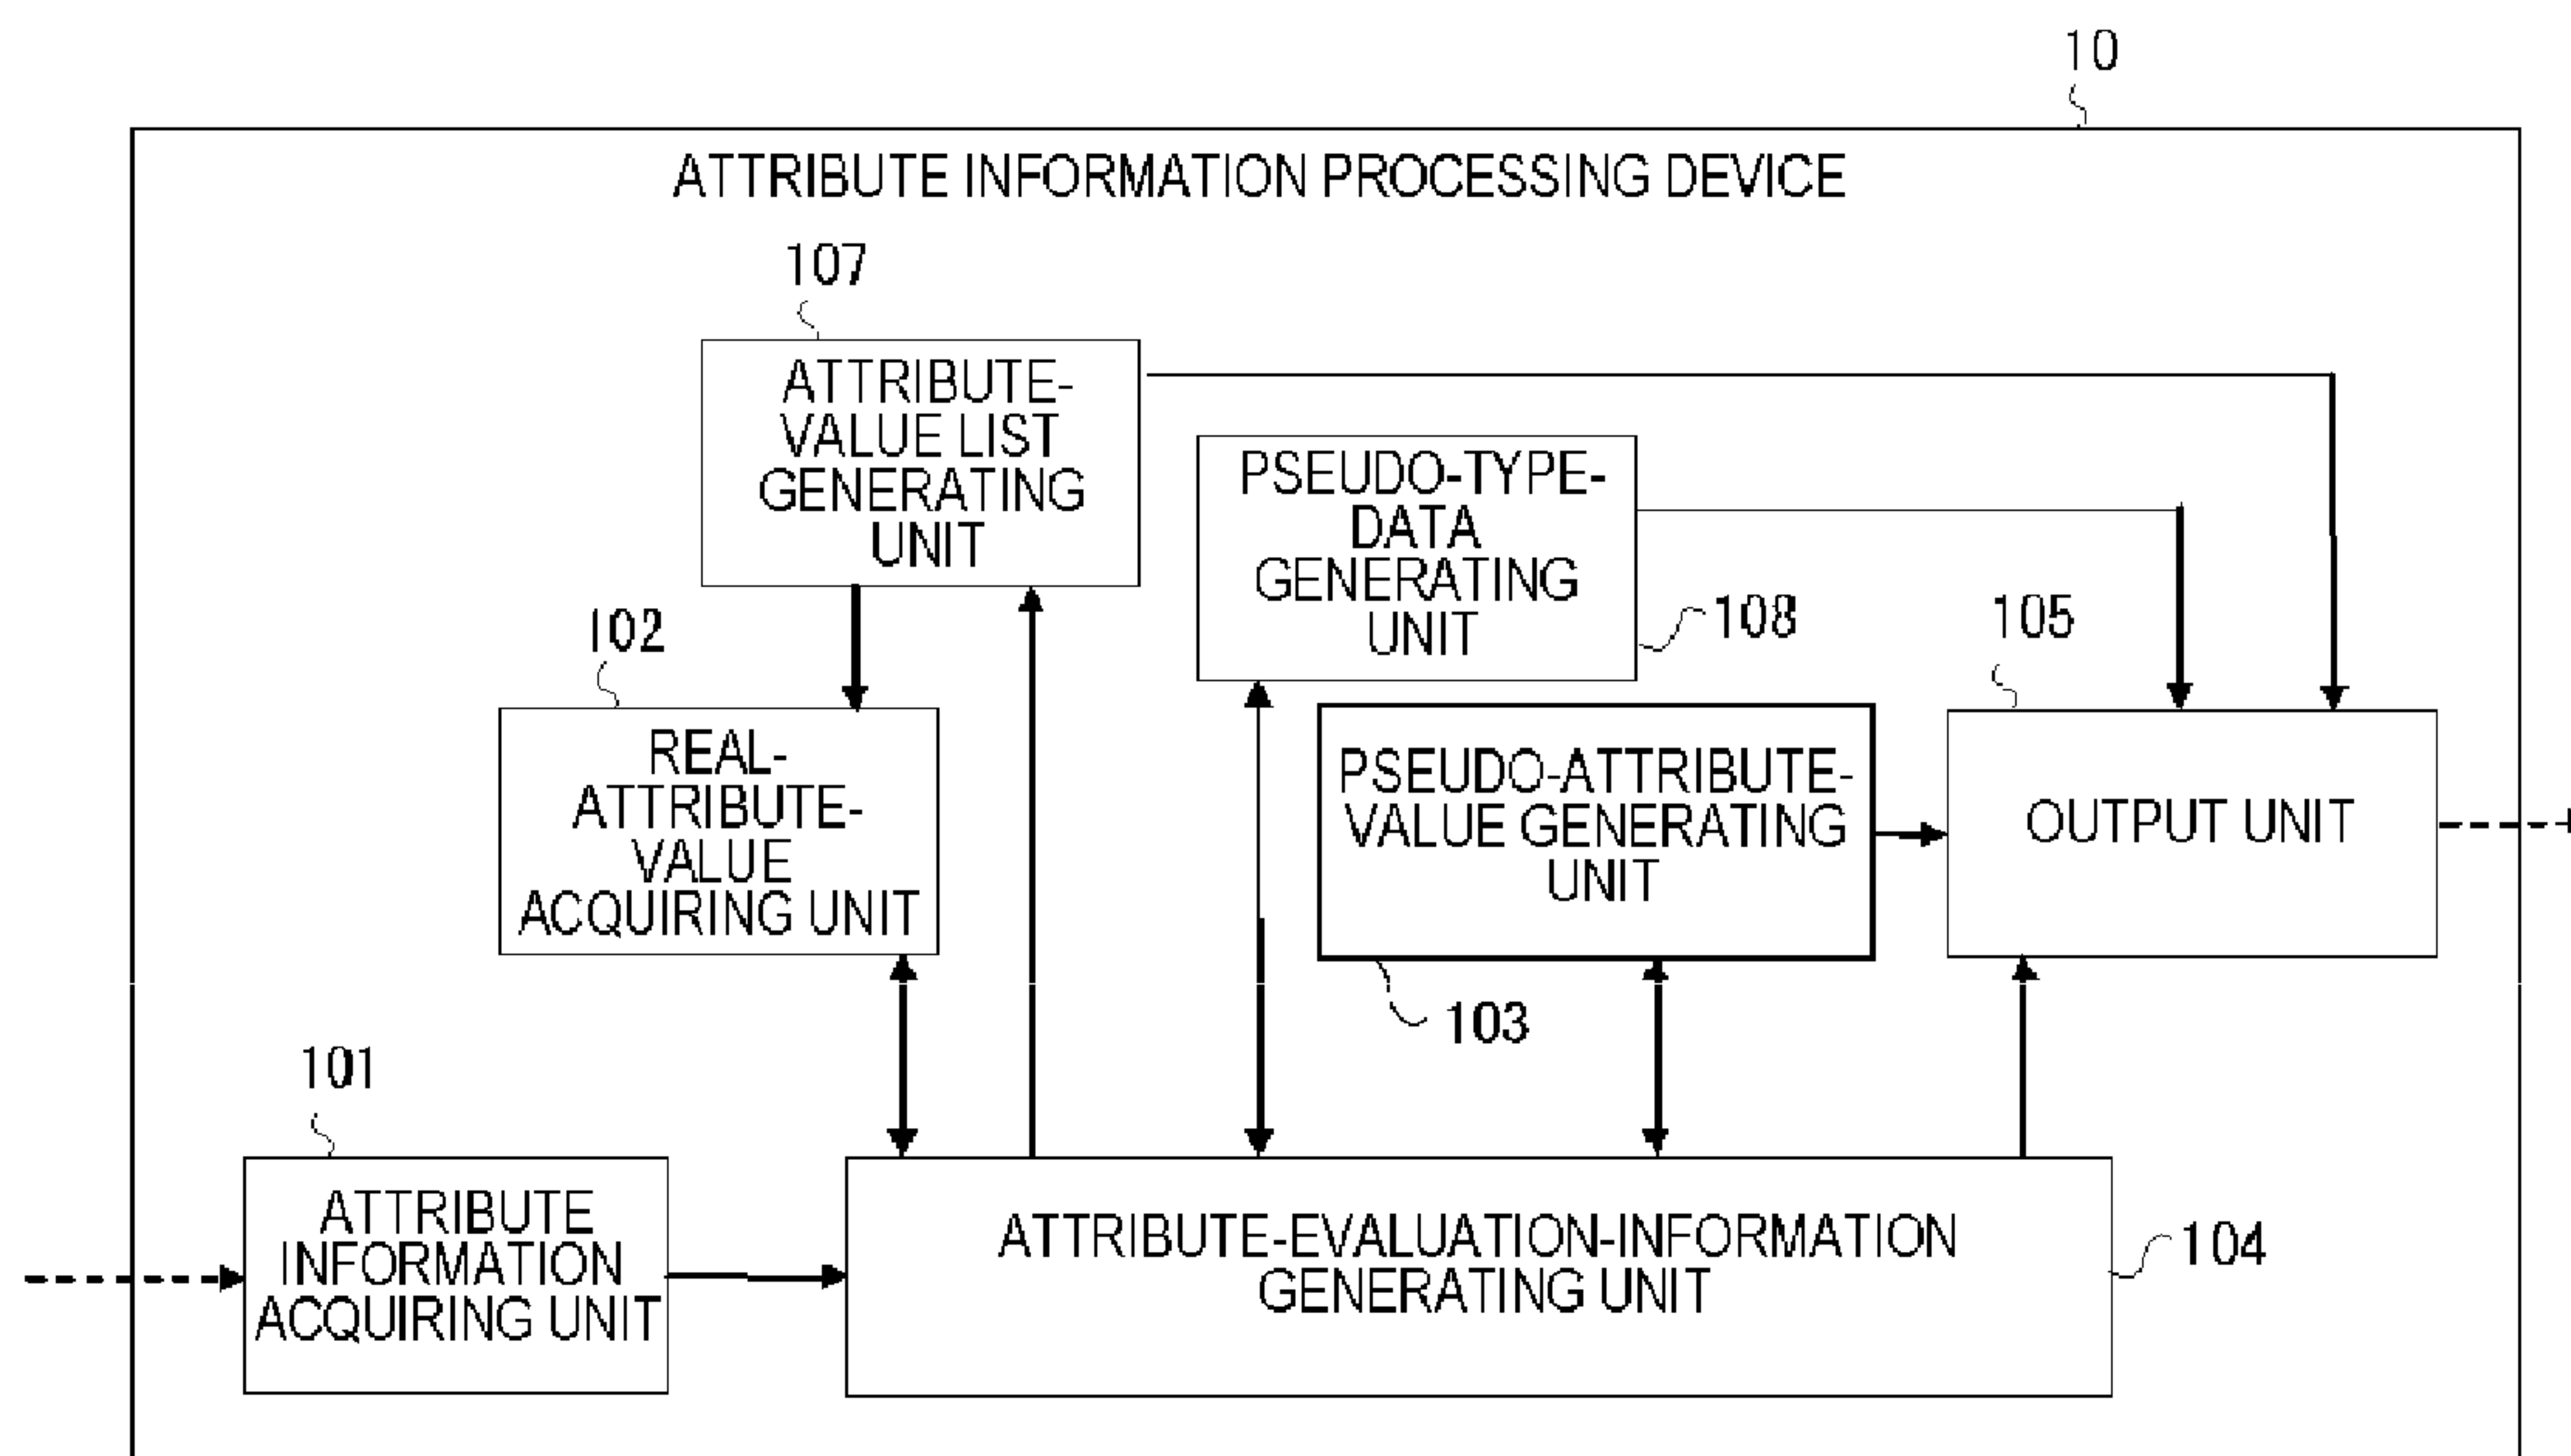 10
ATTRIBUTE INFORMATION PROCESSING DEVICE
107
ATTRIBUTE-
VALUE LIST
GENERATING
UNIT
PSEUDO-TYPE-
DATA
GENERATING
UNIT
108
102
105
REAL-
ATTRIBUTE-
VALUE
ACQUIRING UNIT
PSEUDO-ATTRIBUTE-
VALUE GENERATING
UNIT
OUTPUT UNIT
103
101
ATTRIBUTE
INFORMATION
ACQUIRING UNIT
ATTRIBUTE-EVALUATION-INFORMATION
GENERATING UNIT
104